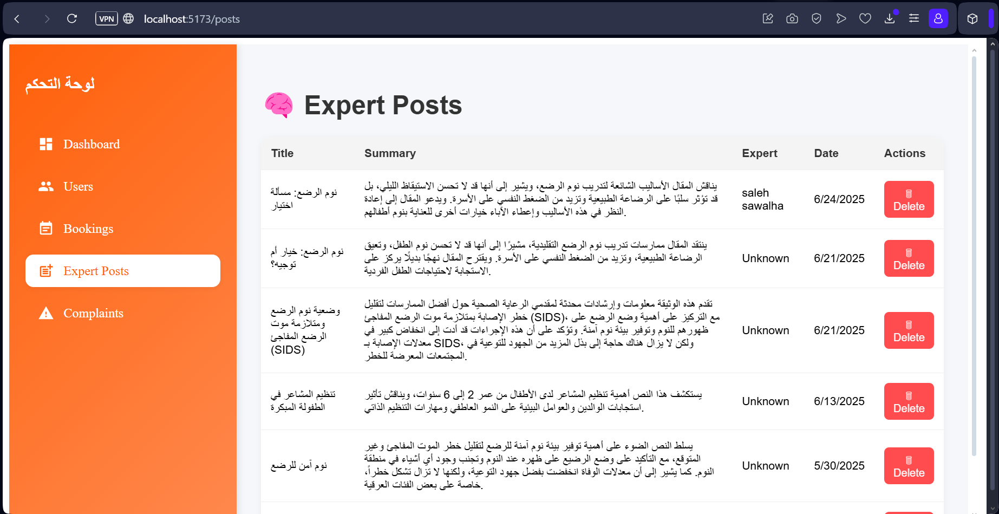 VPN
localhost:5173/posts
لوحة التحكم
Dashboard
Users
Bookings
Expert Posts
Complaints
Expert Posts
Title Summary Expert Date Actions
نوم الرضع: مسألة
اختيار
يناقش المقال الأساليب الشائعة لتدريب نوم الرضع، ويشير إلى أنها قد لا تحسن الاستيقاظ الليلي، بل
قد تؤثر سلبًا على الرضاعة الطبيعية وتزيد من الضغط النفسي على الأسرة. ويدعو المقال إلى إعادة
النظر في هذه الأساليب وإعطاء الآباء خيارات أخرى للعناية بنوم أطفالهم.
saleh
sawalha
6/24/2025
Delete
نوم الرضع: خيار أم
توجيه؟
ينتقد المقال ممارسات تدريب نوم الرضع التقليدية، مشيرًا إلى أنها قد لا تحسن نوم الطفل، وتعيق
الرضاعة الطبيعية، وتزيد من الضغط النفسي على الأسرة. ويقترح المقال نهجًا بديلًا يركز على
الاستجابة لاحتياجات الطفل الفردية.
Unknown
6/21/2025
Delete
وضعية نوم الرضع
ومتلازمة موت
الرضع المفاجئ
(SIDS)
تقدم هذه الوثيقة معلومات وإرشادات محدثة لمقدمي الرعاية الصحية حول أفضل الممارسات لتقليل
خطر الإصابة بمتلازمة موت الرضع المفاجئ (SIDS)، مع التركيز على أهمية وضع الرضع على
ظهورهم للنوم وتوفير بيئة نوم آمنة. وتؤكد على أن هذه الإجراءات قد أدت إلى انخفاض كبير في
معدلات الإصابة بـ SIDS، ولكن لا يزال هناك حاجة إلى بذل المزيد من الجهود للتوعية في
المجتمعات المعرضة للخطر.
Unknown
6/21/2025
Delete
تنظيم المشاعر في
الطفولة المبكرة
يستكشف هذا النص أهمية تنظيم المشاعر لدى الأطفال من عمر 2 إلى 6 سنوات، ويناقش تأثير
استجابات الوالدين والعوامل البيئية على النمو العاطفي ومهارات التنظيم الذاتي.
Unknown
6/13/2025
Delete
نوم آمن للرضع
يسلط النص الضوء على أهمية توفير بيئة نوم آمنة للرضع لتقليل خطر الموت المفاجئ وغير
المتوقع، مع التأكيد على وضع الرضيع على ظهره عند النوم وتجنب وجود أي أشياء في منطقة
النوم. كما يشير إلى أن معدلات الوفاة انخفضت بفضل جهود التوعية، ولكنها لا تزال تشكل خطراً،
خاصة على بعض الفئات العرقية.
Unknown
5/30/2025
Delete